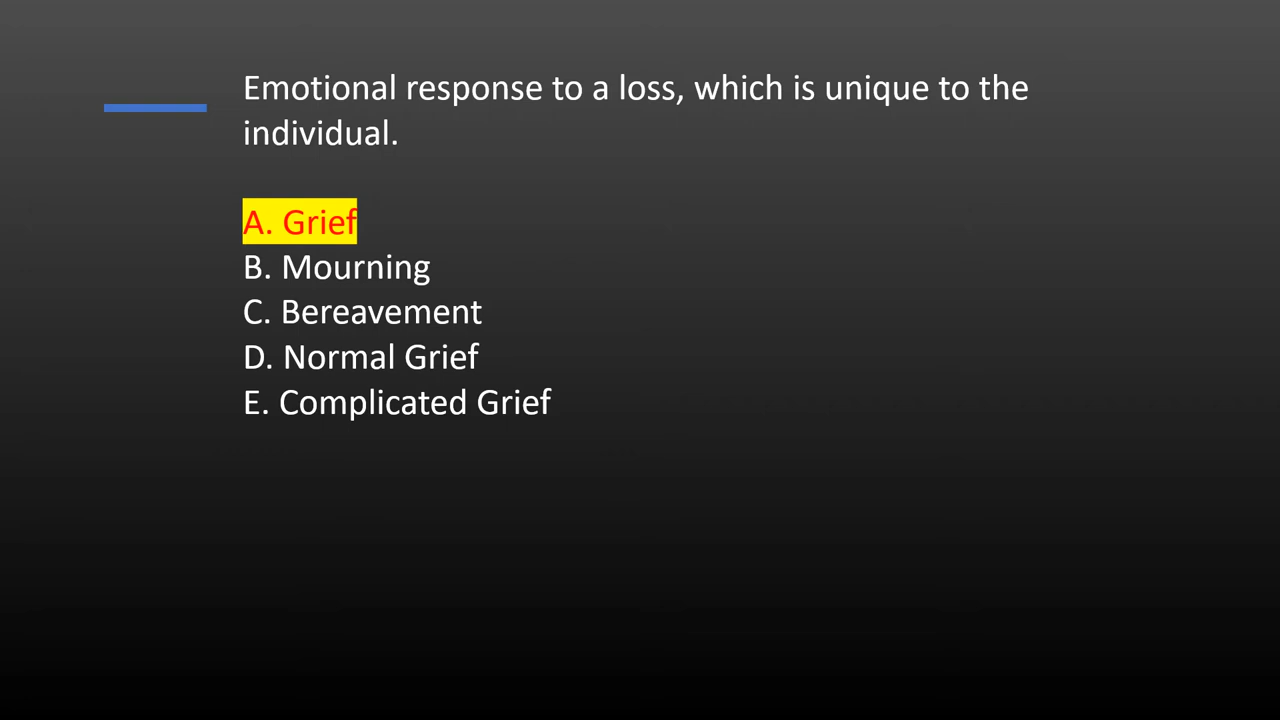 Emotional response to a loss, which is unique to the
individual.
A. Grief
B. Mourning
C. Bereavement
D. Normal Grief
E. Complicated Grief